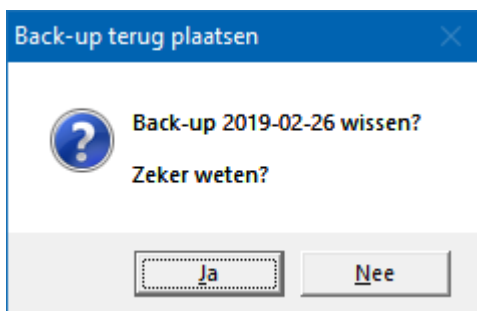 Back-up terug plaatsen
Back-up 2019-02-26 wissen?
Zeker weten?
Ja
Nee